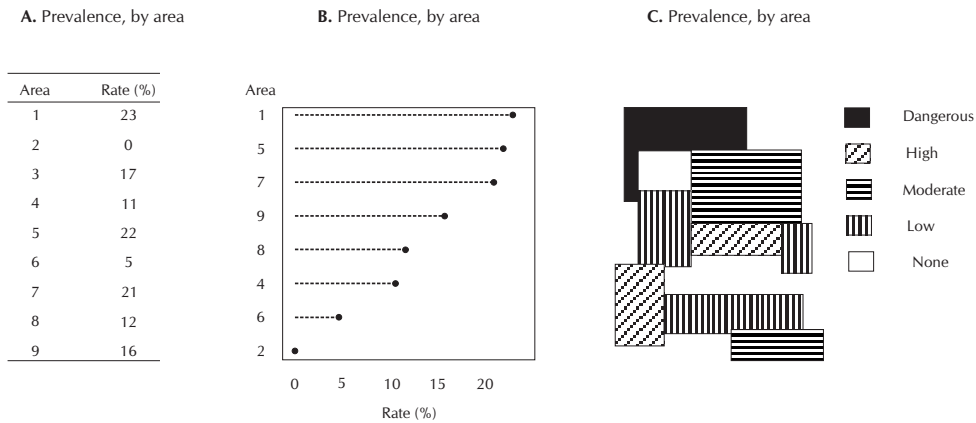 A. Prevalence, by area
Area Rate (%)
1 23
2 0
3 17
4 11
5 22
6 5
7 21
8 12
9 16
B. Prevalence, by area
Area
1
5
7
9
8
4
6
2
0 5 10 15 20
Rate (%)
C. Prevalence, by area
Dangerous
High
Moderate
Low
None